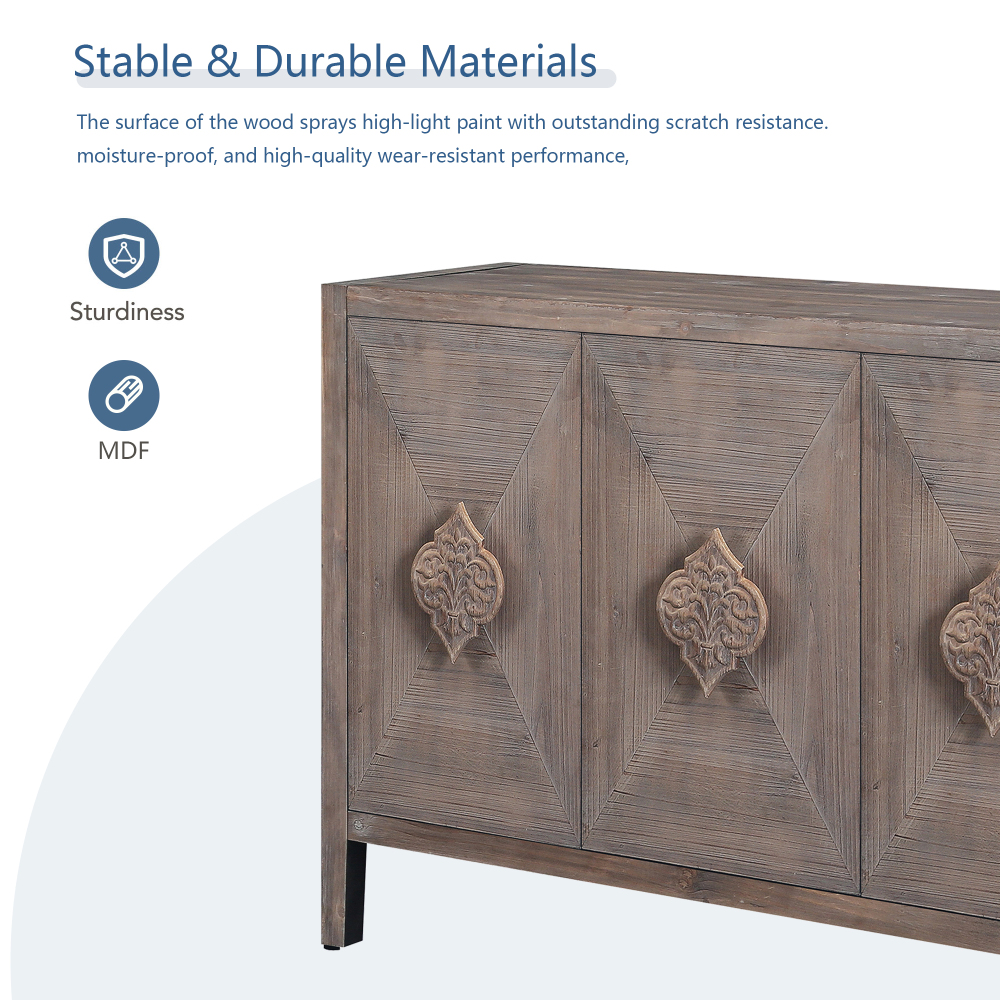 Stable & Durable Materials
The surface of the wood sprays high-light paint with outstanding scratch resistance.
moisture-proof, and high-quality wear-resistant performance,
Sturdiness
MDF